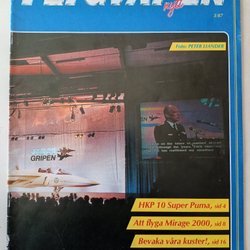 FLYGVAPEN
nytt
3/87
Foto: PETER LIANDER
GRIPEN
HKP 10 Super Puma, sid 4
Att flyga Mirage 2000, sid 8
Bevaka våra kuster!, sid 16